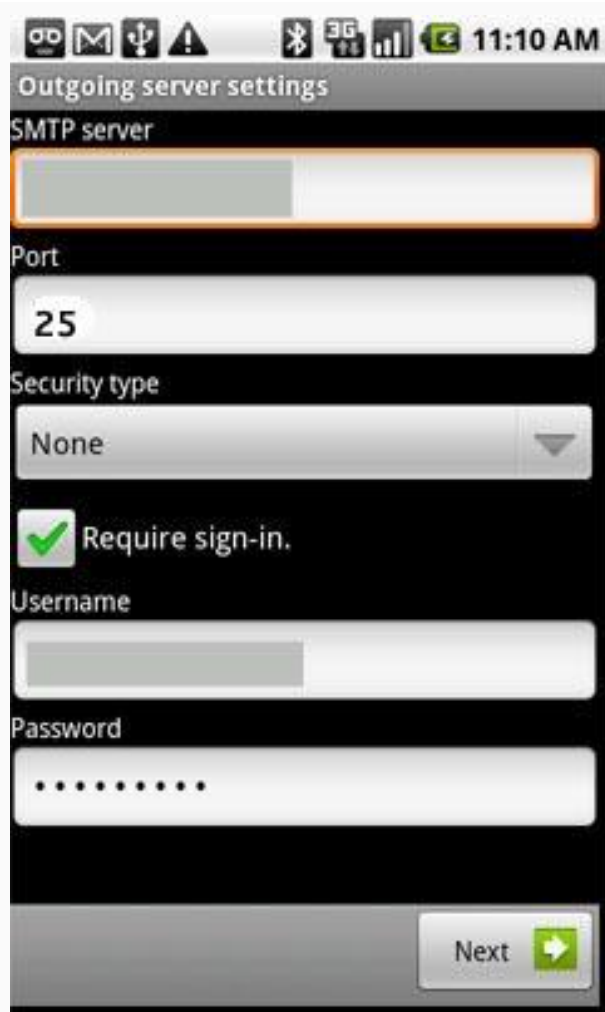 3G
11:10 AM
Outgoing server settings
SMTP server
Port
25
Security type
None
Require sign-in.
Username
Password
•••••••••
Next